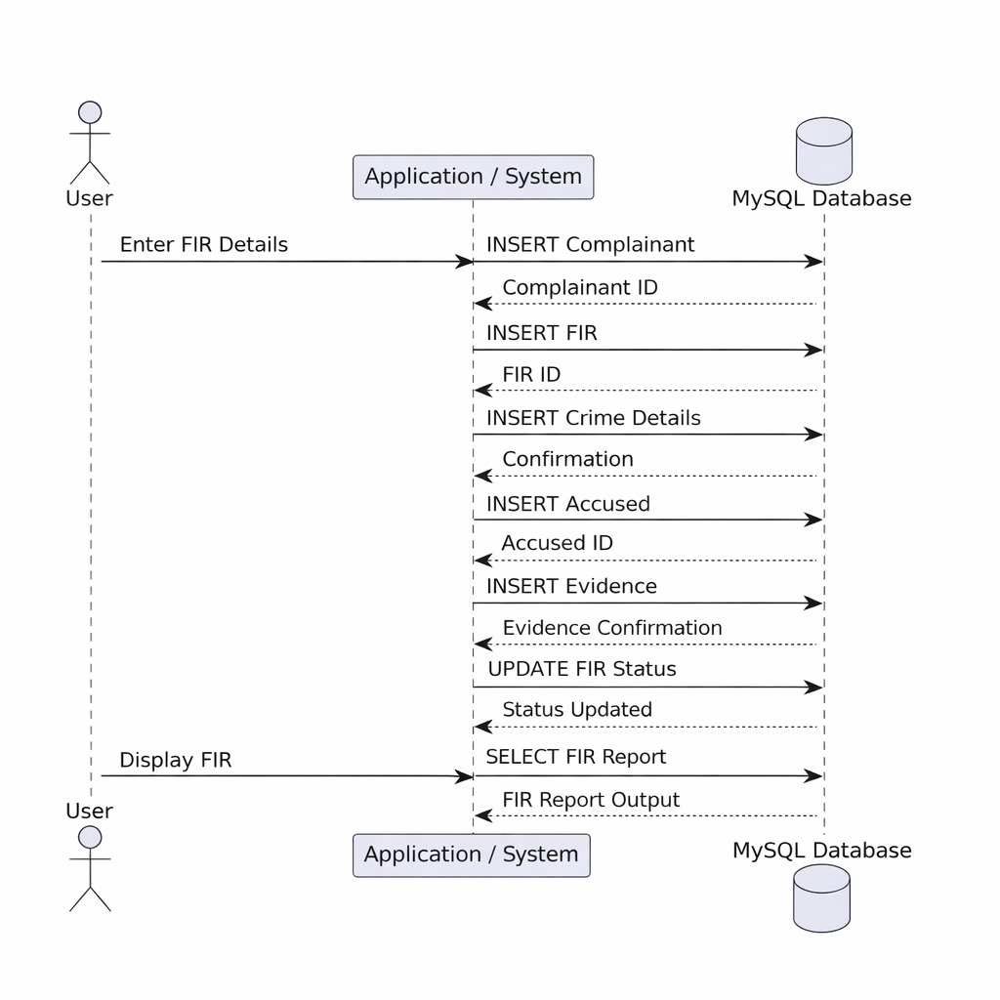 User
Application / System
MySQL Database
Enter FIR Details
INSERT Complainant
Complainant ID
INSERT FIR
FIR ID
INSERT Crime Details
Confirmation
INSERT Accused
Accused ID
INSERT Evidence
Evidence Confirmation
UPDATE FIR Status
Status Updated
Display FIR
SELECT FIR Report
FIR Report Output
User
Application / System
MySQL Database